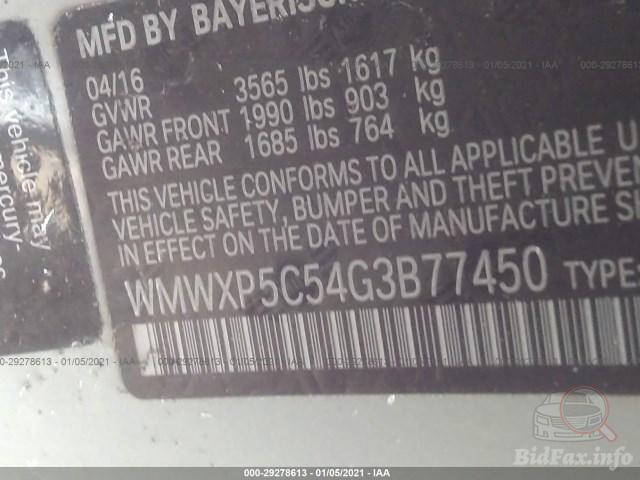 MFD BY
04/16
GVWR 3565 lbs 1617 kg
GAWR FRONT 1990 lbs 903 kg
GAWR REAR 1685 lbs 764 kg
THIS VEHICLE CONFORMS TO ALL APPLICABLE U
VEHICLE SAFETY, BUMPER AND THEFT PREVEN
IN EFFECT ON THE DATE OF MANUFACTURE S
WMWXP5C54G3B77450 TYPE:
This vehicle may
mercury-
000-29278613 - 01/05/2021 - IAA
BidFax.info